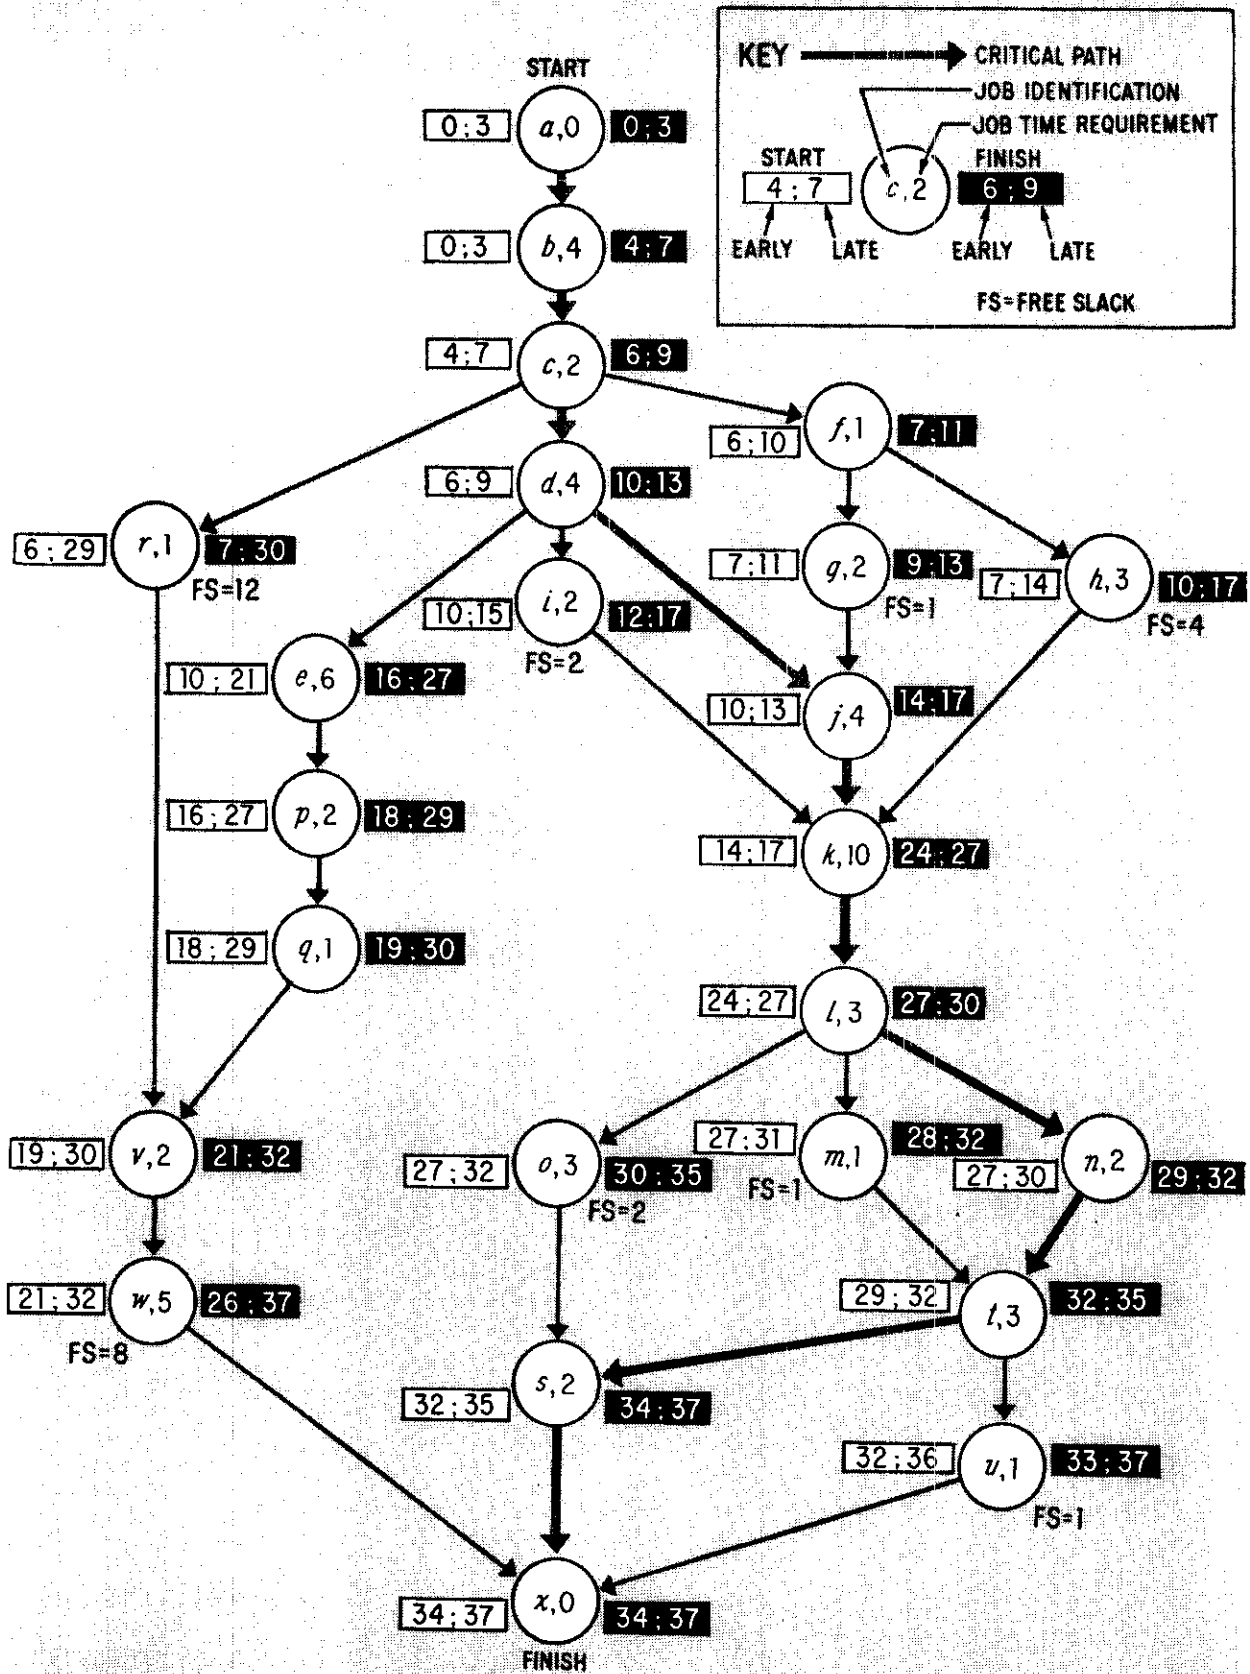 KEY CRITICAL PATH
JOB IDENTIFICATION
JOB TIME REQUIREMENT
START FINISH
4;7 c,2 6;9
EARLY LATE EARLY LATE
FS=FREE SLACK
START
0;3 a,0 0;3
0;3 b,4 4;7
4;7 c,2 6;9
6;10 f,1 7;11
6;9 d,4 10;13
6;29 r,1 7;30
FS=12
7;11 g,2 9;13
FS=1
7;14 h,3 10;17
FS=4
10;15 i,2 12;17
FS=2
10;21 e,6 16;27
10;13 j,4 14;17
16;27 p,2 18;29
14;17 k,10 24;27
18;29 q,1 19;30
24;27 l,3 27;30
19;30 v,2 21;32
27;32 o,3 30;35
FS=2
27;31 m,1 28;32
FS=1
27;30 n,2 29;32
21;32 w,5 26;37
FS=8
29;32 t,3 32;35
32;35 s,2 34;37
32;36 u,1 33;37
FS=1
34;37 x,0 34;37
FINISH